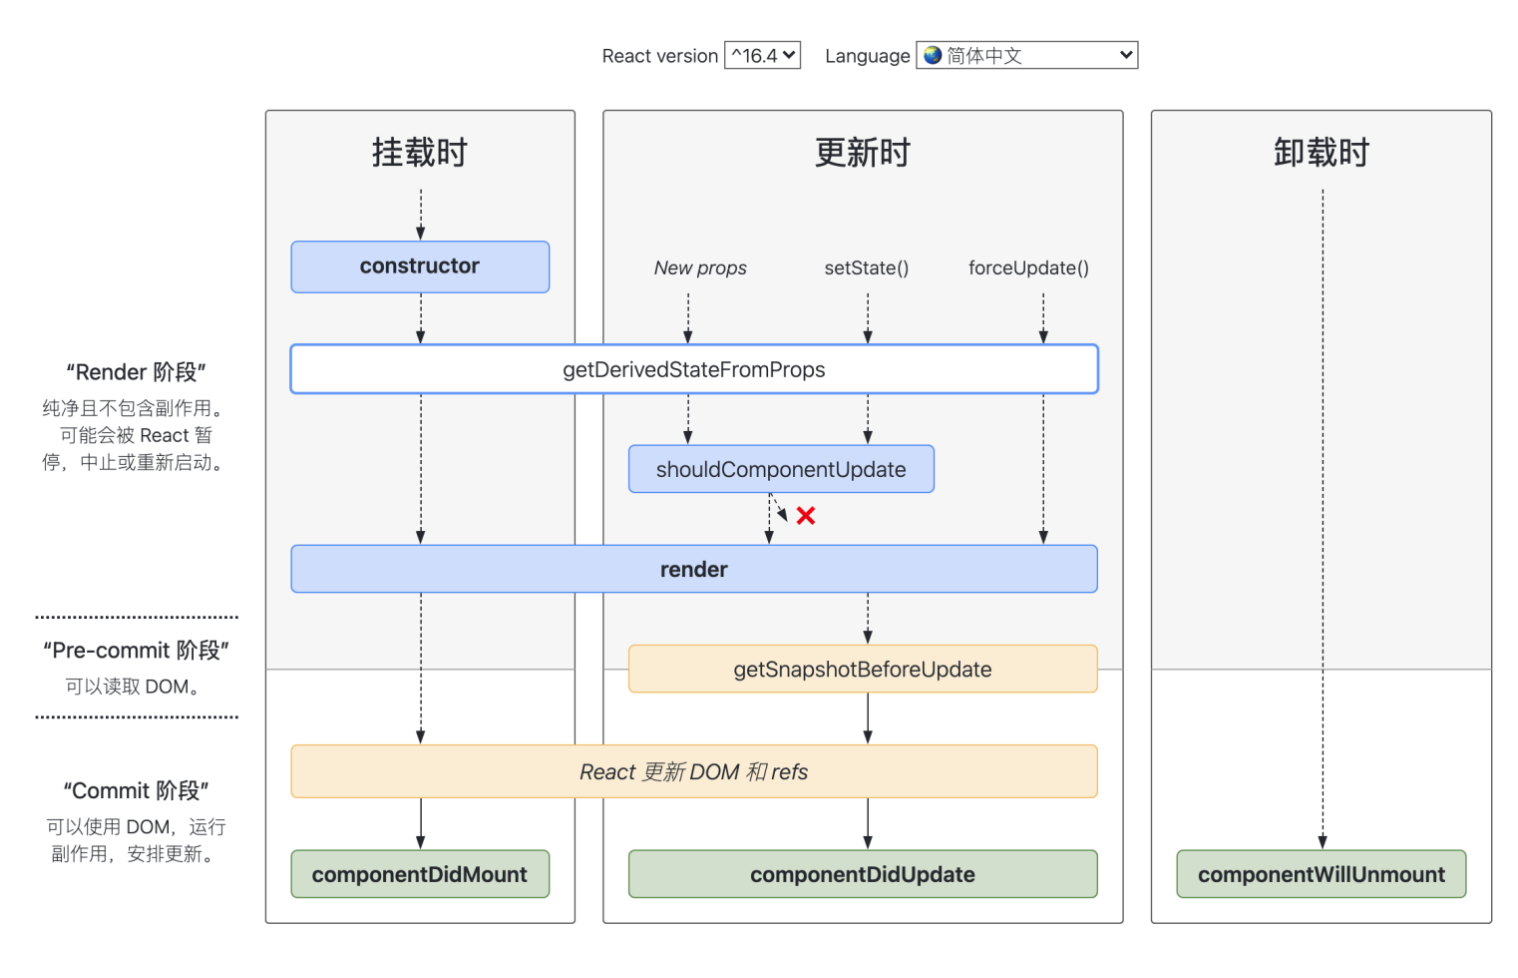 React version ^16.4 Language 简体中文
挂载时
更新时
卸载时
constructor
New props
setState()
forceUpdate()
“Render 阶段”
纯净且不包含副作用。
可能会被 React 暂
停，中止或重新启动。
getDerivedStateFromProps
shouldComponentUpdate
render
“Pre-commit 阶段”
可以读取 DOM。
getSnapshotBeforeUpdate
“Commit 阶段”
可以使用 DOM，运行
副作用，安排更新。
React 更新 DOM 和 refs
componentDidMount
componentDidUpdate
componentWillUnmount